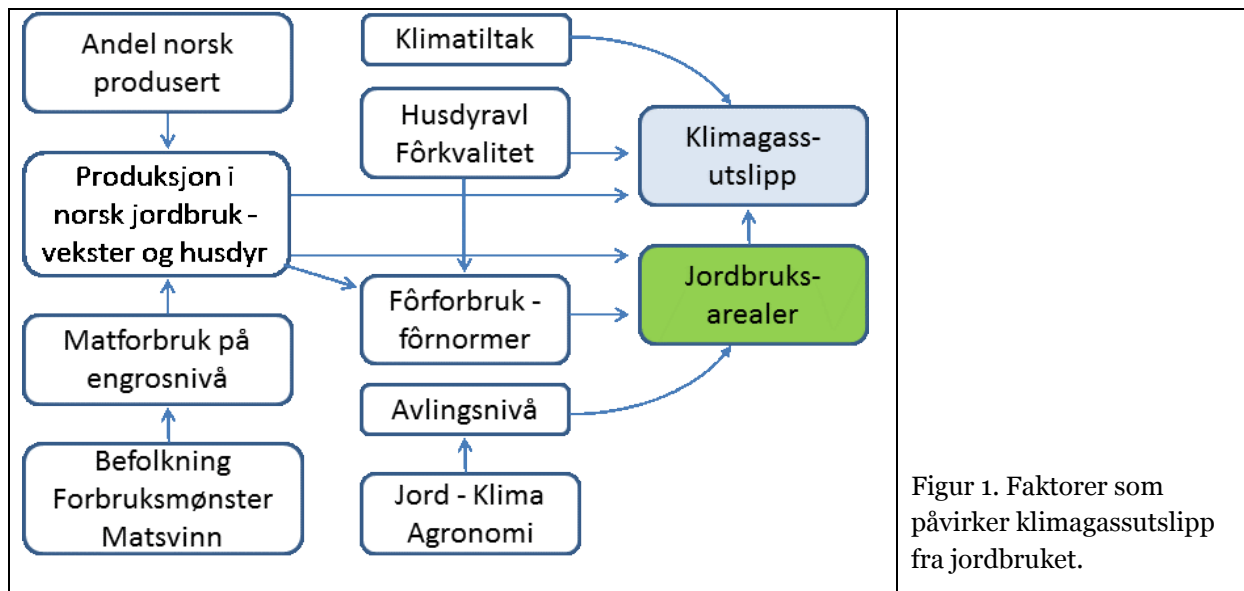 Andel norsk
produsert
Produksjon i
norsk jordbruk -
vekster og husdyr
Matforbruk på
engrosnivå
Befolkning
Forbruksmønster
Matsvinn
Klimatiltak
Husdyravl
Fôrkvalitet
Fôrforbruk -
fôrnormer
Avlingsnivå
Jord - Klima
Agronomi
Klimagass-
utslipp
Jordbruks-
arealer
Figur 1. Faktorer som
påvirker klimagassutslipp
fra jordbruket.